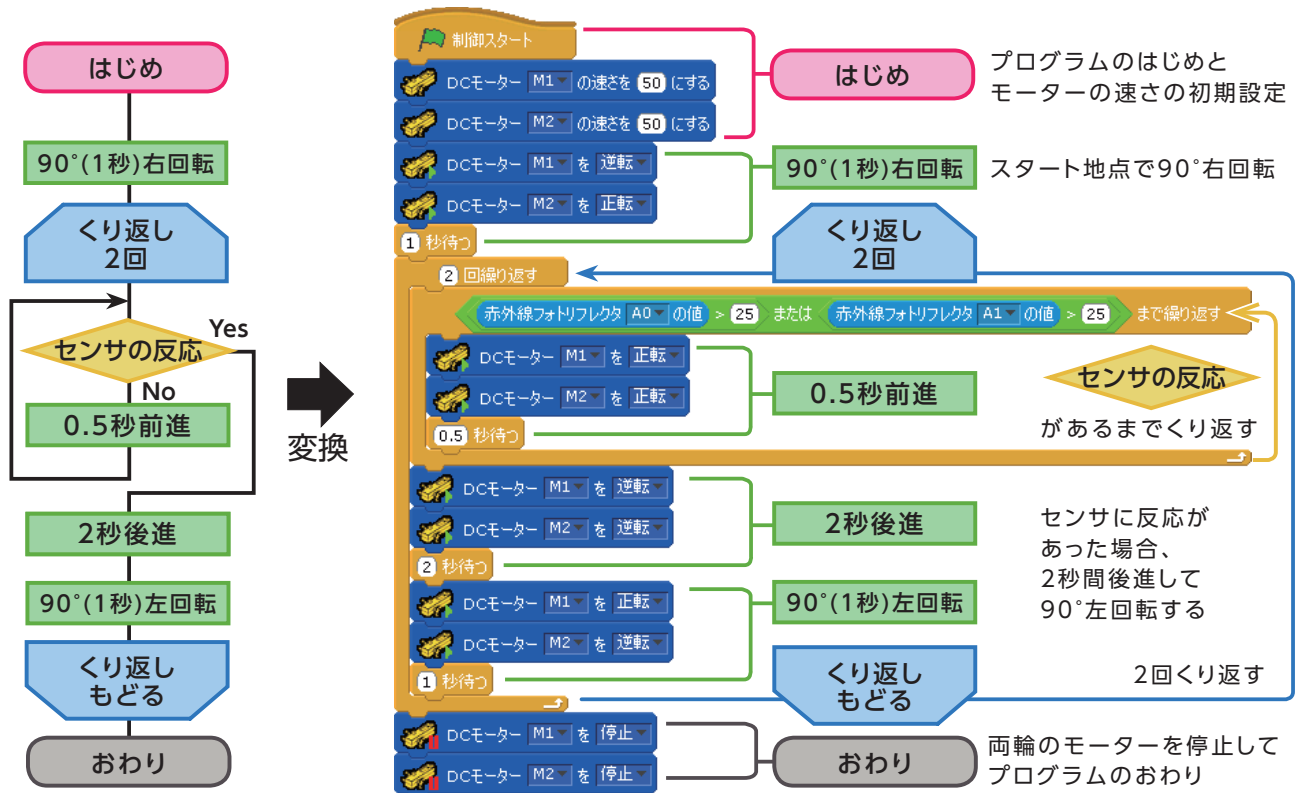 はじめ
90°(1秒)右回転
くり返し
2回
センサの反応
Yes
No
0.5秒前進
2秒後進
90°(1秒)左回転
くり返し
もどる
おわり
変換
制御スタート
DCモーター M1 の速さを 50 にする
DCモーター M2 の速さを 50 にする
DCモーター M1 を 逆転
DCモーター M2 を 正転
1 秒待つ
2 回繰り返す
赤外線フォトリフレクタ A0 の値 > 25 または 赤外線フォトリフレクタ A1 の値 > 25 まで繰り返す
DCモーター M1 を 正転
DCモーター M2 を 正転
0.5 秒待つ
DCモーター M1 を 逆転
DCモーター M2 を 逆転
2 秒待つ
DCモーター M1 を 正転
DCモーター M2 を 逆転
1 秒待つ
DCモーター M1 を 停止
DCモーター M2 を 停止
はじめ
プログラムのはじめと
モーターの速さの初期設定
90°(1秒)右回転
スタート地点で90°右回転
くり返し
2回
0.5秒前進
センサの反応
があるまでくり返す
2秒後進
センサに反応が
あった場合、
2秒間後進して
90°左回転する
90°(1秒)左回転
くり返し
もどる
2回くり返す
おわり
両輪のモーターを停止して
プログラムのおわり